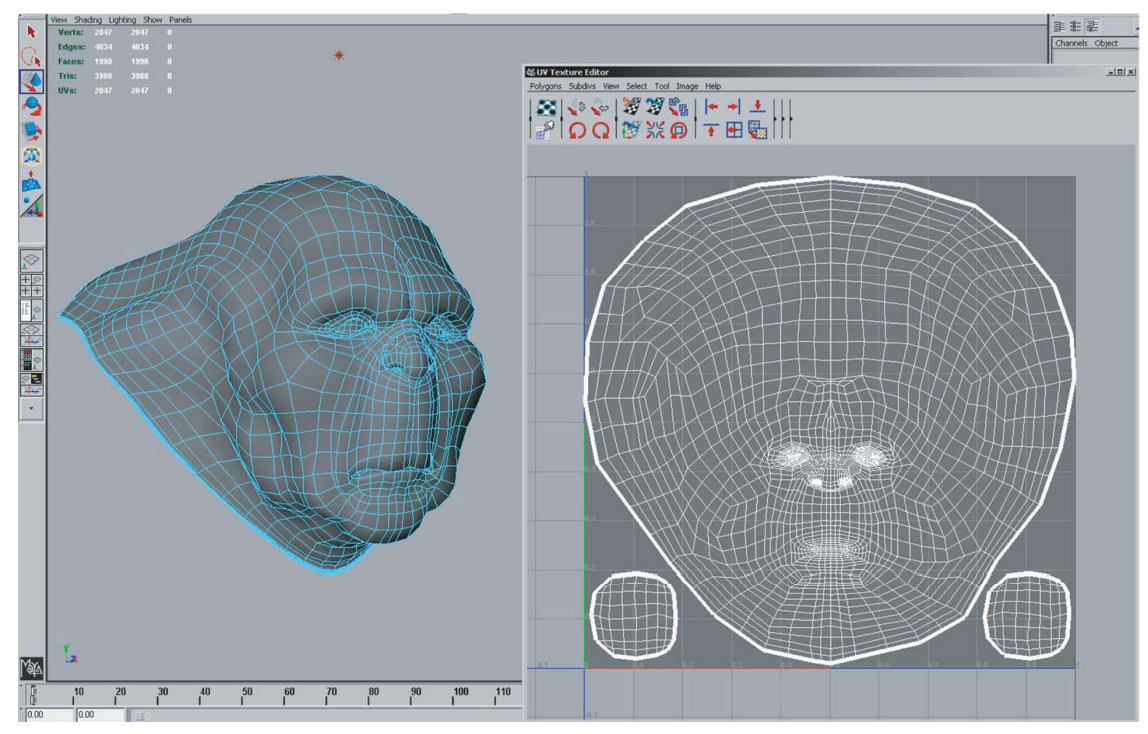 View Shading Lighting Show Panels
Verts: 2047 2047 0
Edges: 4034 4034 0
Faces: 1990 1990 0
Tris: 3980 3980 0
UVs: 2047 2047 0
Channels Object
UV Texture Editor
Polygons Subdivs View Select Tool Image Help
MAYA
10 20 30 40 50 60 70 80 90 100 110
0.00 0.00